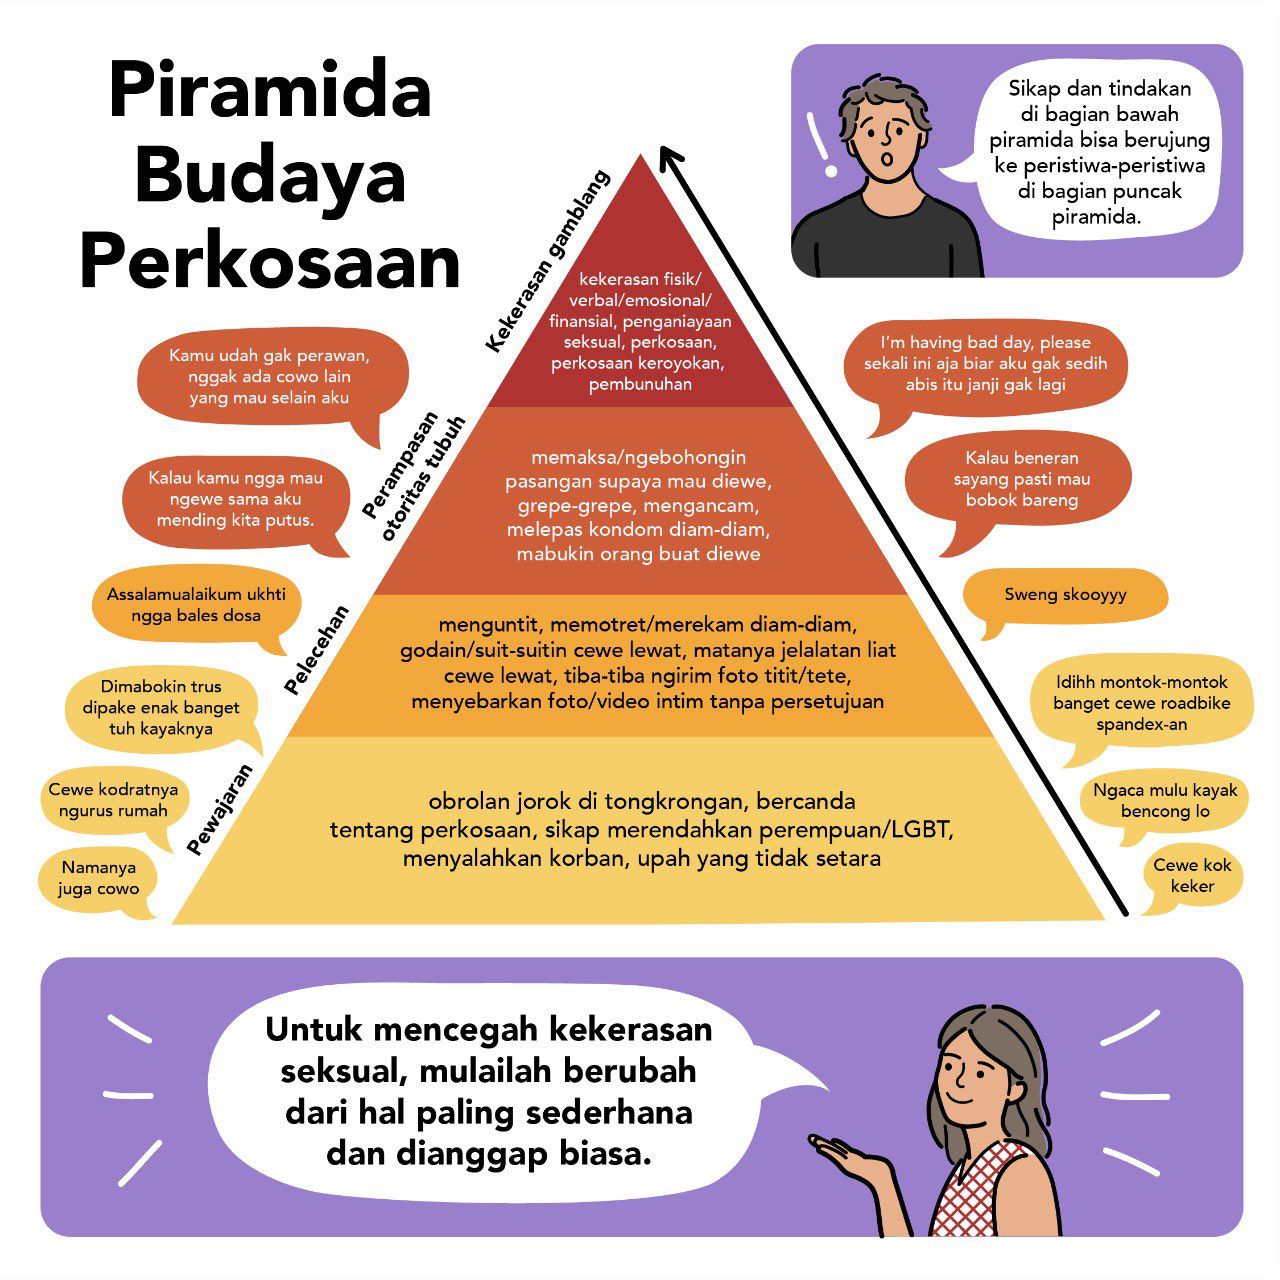 Piramida
Budaya
Perkosaan
Sikap dan tindakan
di bagian bawah
piramida bisa berujung
ke peristiwa-peristiwa
di bagian puncak
piramida.
Kekerasan gamblang
kekerasan fisik/
verbal/emosional/
finansial, penganiayaan
seksual, perkosaan,
perkosaan keroyokan,
pembunuhan
Kamu udah gak perawan,
nggak ada cowo lain
yang mau selain aku
I'm having bad day, please
sekali ini aja biar aku gak sedih
abis itu janji gak lagi
Perampasan
otoritas tubuh
memaksa/ngebohongin
pasangan supaya mau diewe,
grepe-grepe, mengancam,
melepas kondom diam-diam,
mabukin orang buat diewe
Kalau kamu ngga mau
ngewe sama aku
mending kita putus.
Kalau beneran
sayang pasti mau
bobok bareng
Assalamualaikum ukhti
ngga bales dosa
Pelecehan
menguntit, memotret/merekam diam-diam,
godain/suit-suitin cewe lewat, matanya jelalatan liat
cewe lewat, tiba-tiba ngirim foto titit/tete,
menyebarkan foto/video intim tanpa persetujuan
Sweng skooyyy
Dimabokin trus
dipake enak banget
tuh kayaknya
Idihh montok-montok
banget cewe roadbike
spandex-an
Cewe kodratnya
ngurus rumah
Pewajaran
obrolan jorok di tongkrongan, bercanda
tentang perkosaan, sikap merendahkan perempuan/LGBT,
menyalahkan korban, upah yang tidak setara
Ngaca mulu kayak
bencong lo
Namanya
juga cowo
Cewe kok
keker
Untuk mencegah kekerasan
seksual, mulailah berubah
dari hal paling sederhana
dan dianggap biasa.